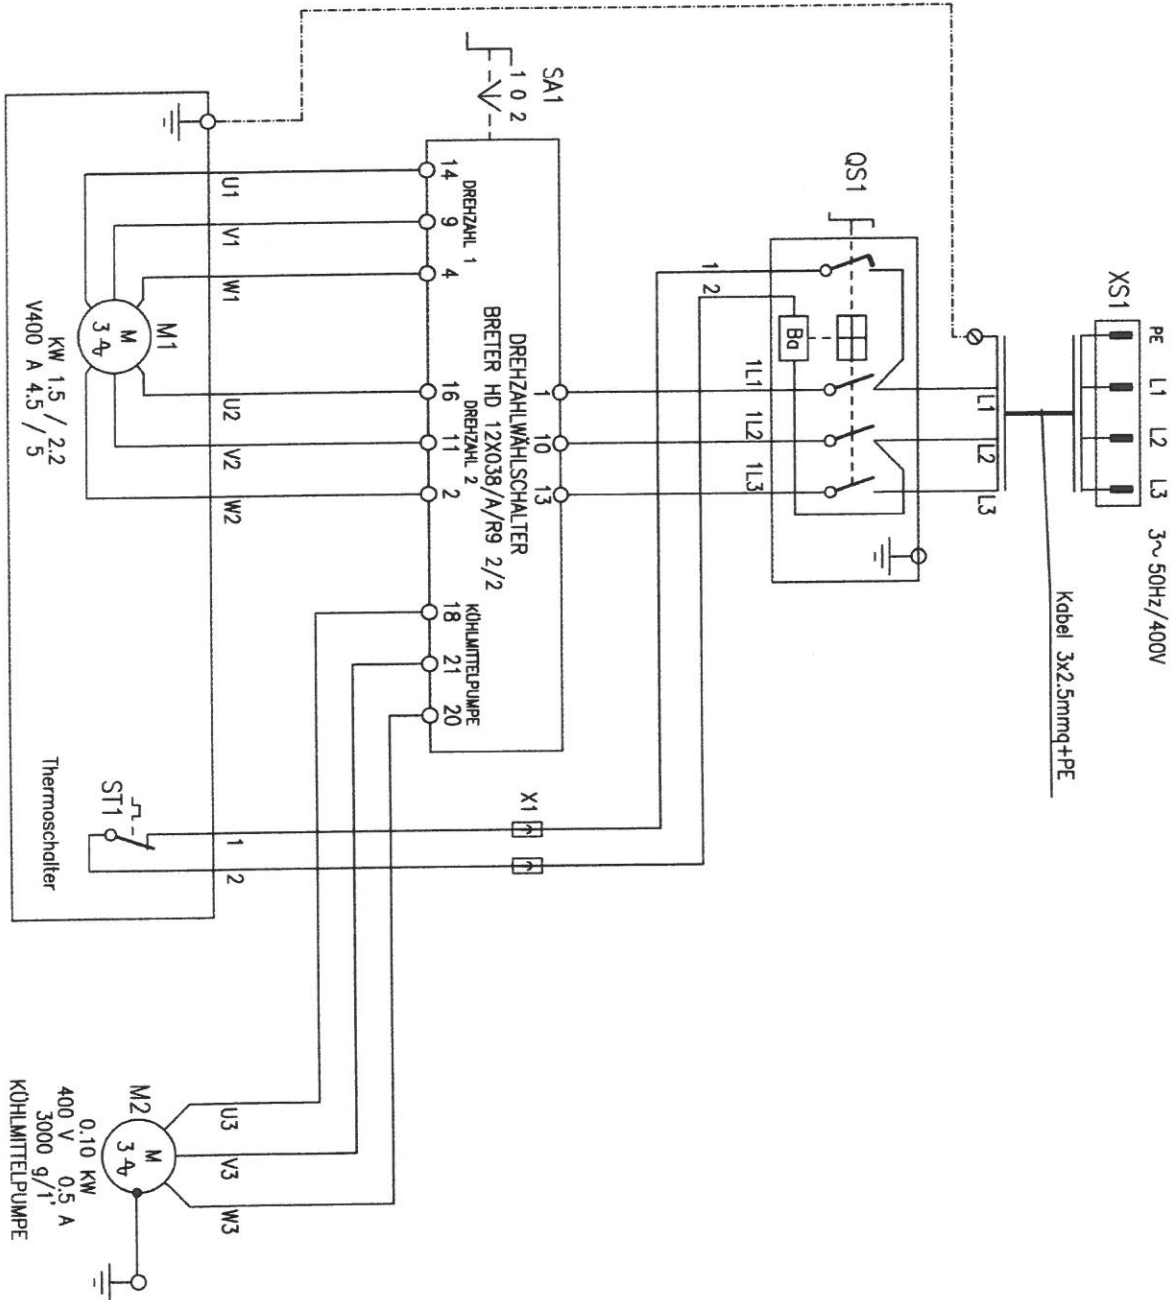 XS1
PE
L1
L2
L3
3~ 50Hz/400V
Kabel 3x2.5mmq+PE
L1
L2
L3
QS1
Ba
1
2
1L1
1L2
1L3
SA1
1 0 2
1
10
13
DREHZAHLWÄHLSCHALTER
BRETER HD 12X038/A/R9 2/2
14
9
4
DREHZAHL 1
16
11
2
DREHZAHL 2
18
21
20
KÜHLMITTELPUMPE
X1
U1
V1
W1
U2
V2
W2
1
2
U3
V3
W3
M1
M
3
KW 1.5 / 2.2
V400 A 4.5 / 5
ST1
Thermoschalter
M2
M
3
0.10 KW
400 V 0.5 A
3000 g/1'
KÜHLMITTELPUMPE